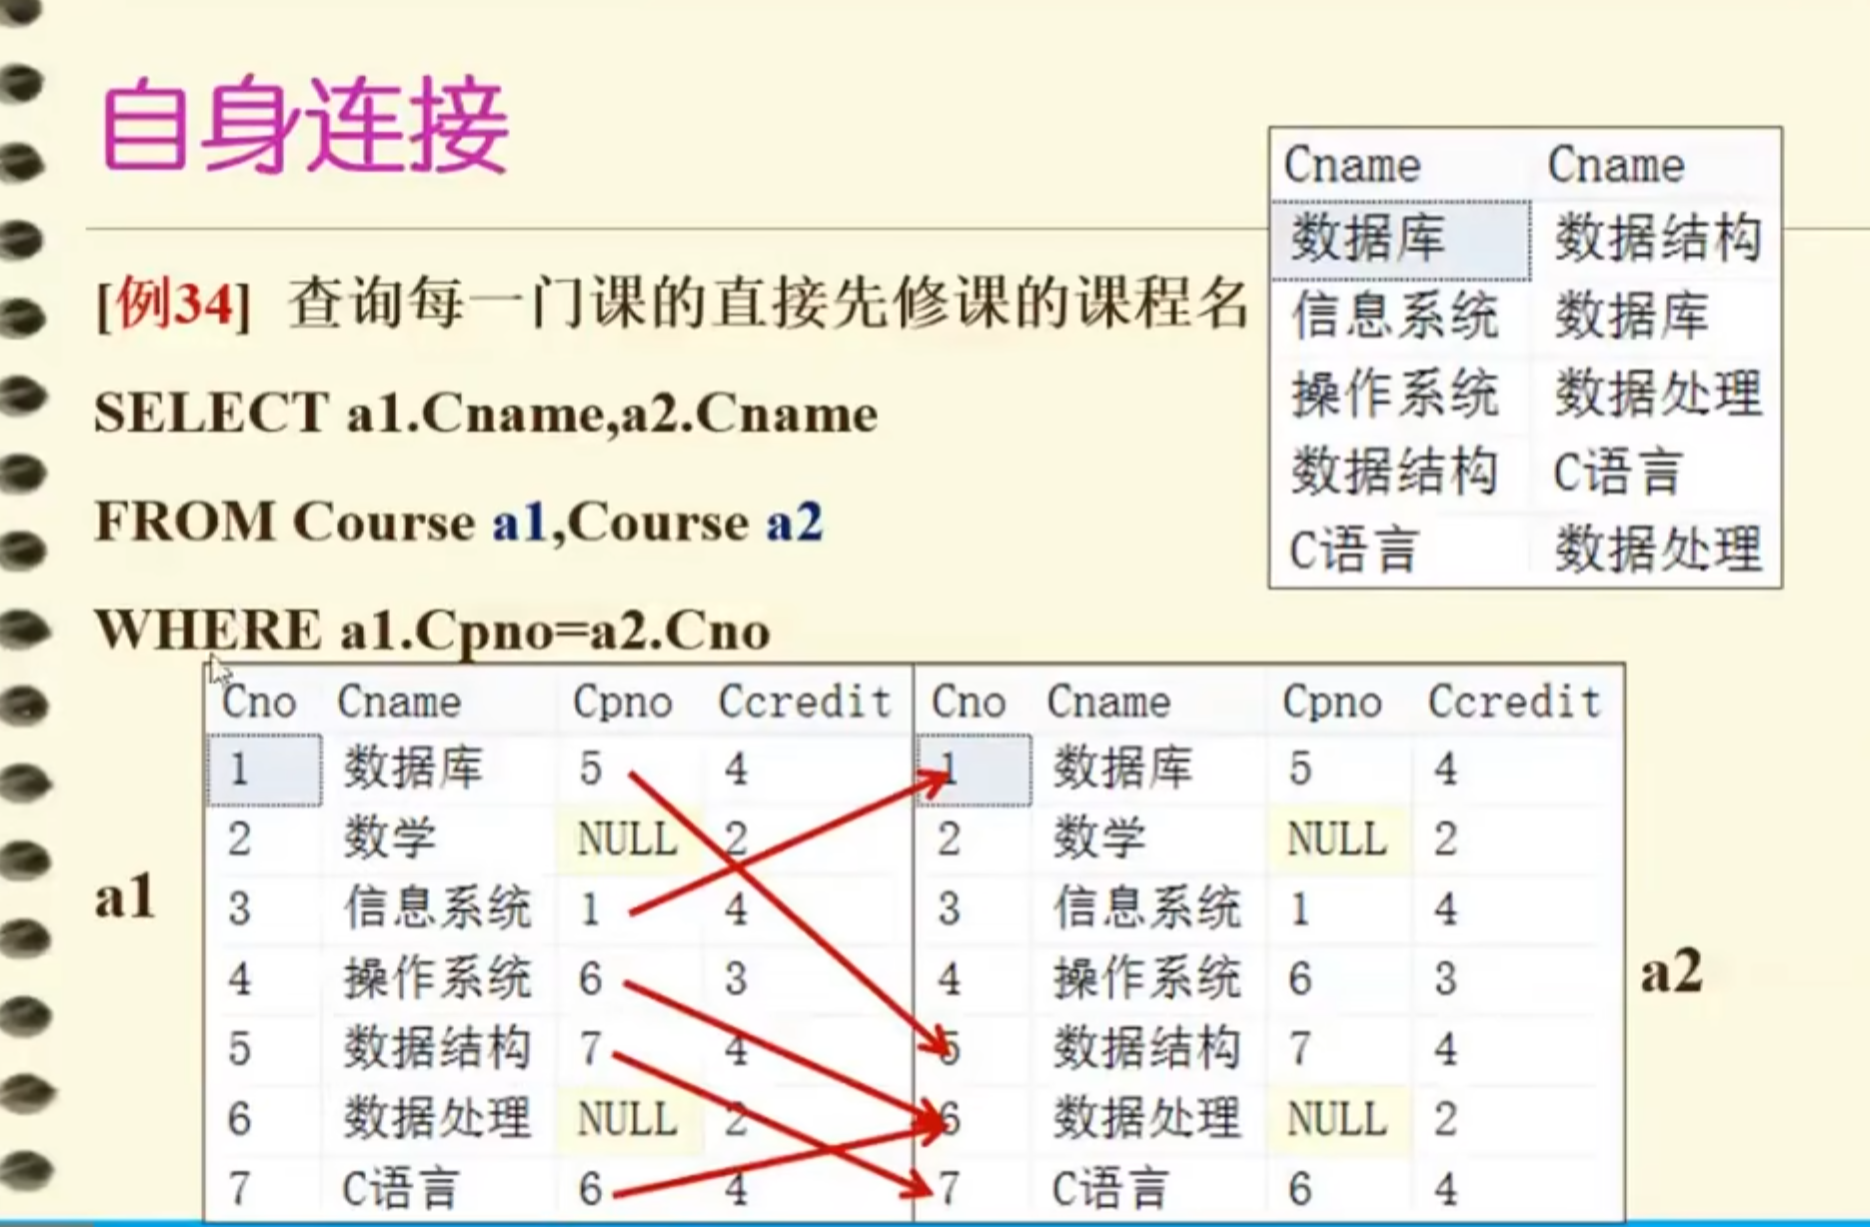 自身连接
Cname Cname
数据库 数据结构
信息系统 数据库
操作系统 数据处理
数据结构 C语言
C语言 数据处理
[例34] 查询每一门课的直接先修课的课程名
SELECT a1.Cname,a2.Cname
FROM Course a1,Course a2
WHERE a1.Cpno=a2.Cno
Cno Cname Cpno Ccredit Cno Cname Cpno Ccredit
1 数据库 5 4 1 数据库 5 4
2 数学 NULL 2 2 数学 NULL 2
a1
3 信息系统 1 4 3 信息系统 1 4
4 操作系统 6 3 4 操作系统 6 3
a2
5 数据结构 7 4 5 数据结构 7 4
6 数据处理 NULL 2 6 数据处理 NULL 2
7 C语言 6 4 7 C语言 6 4